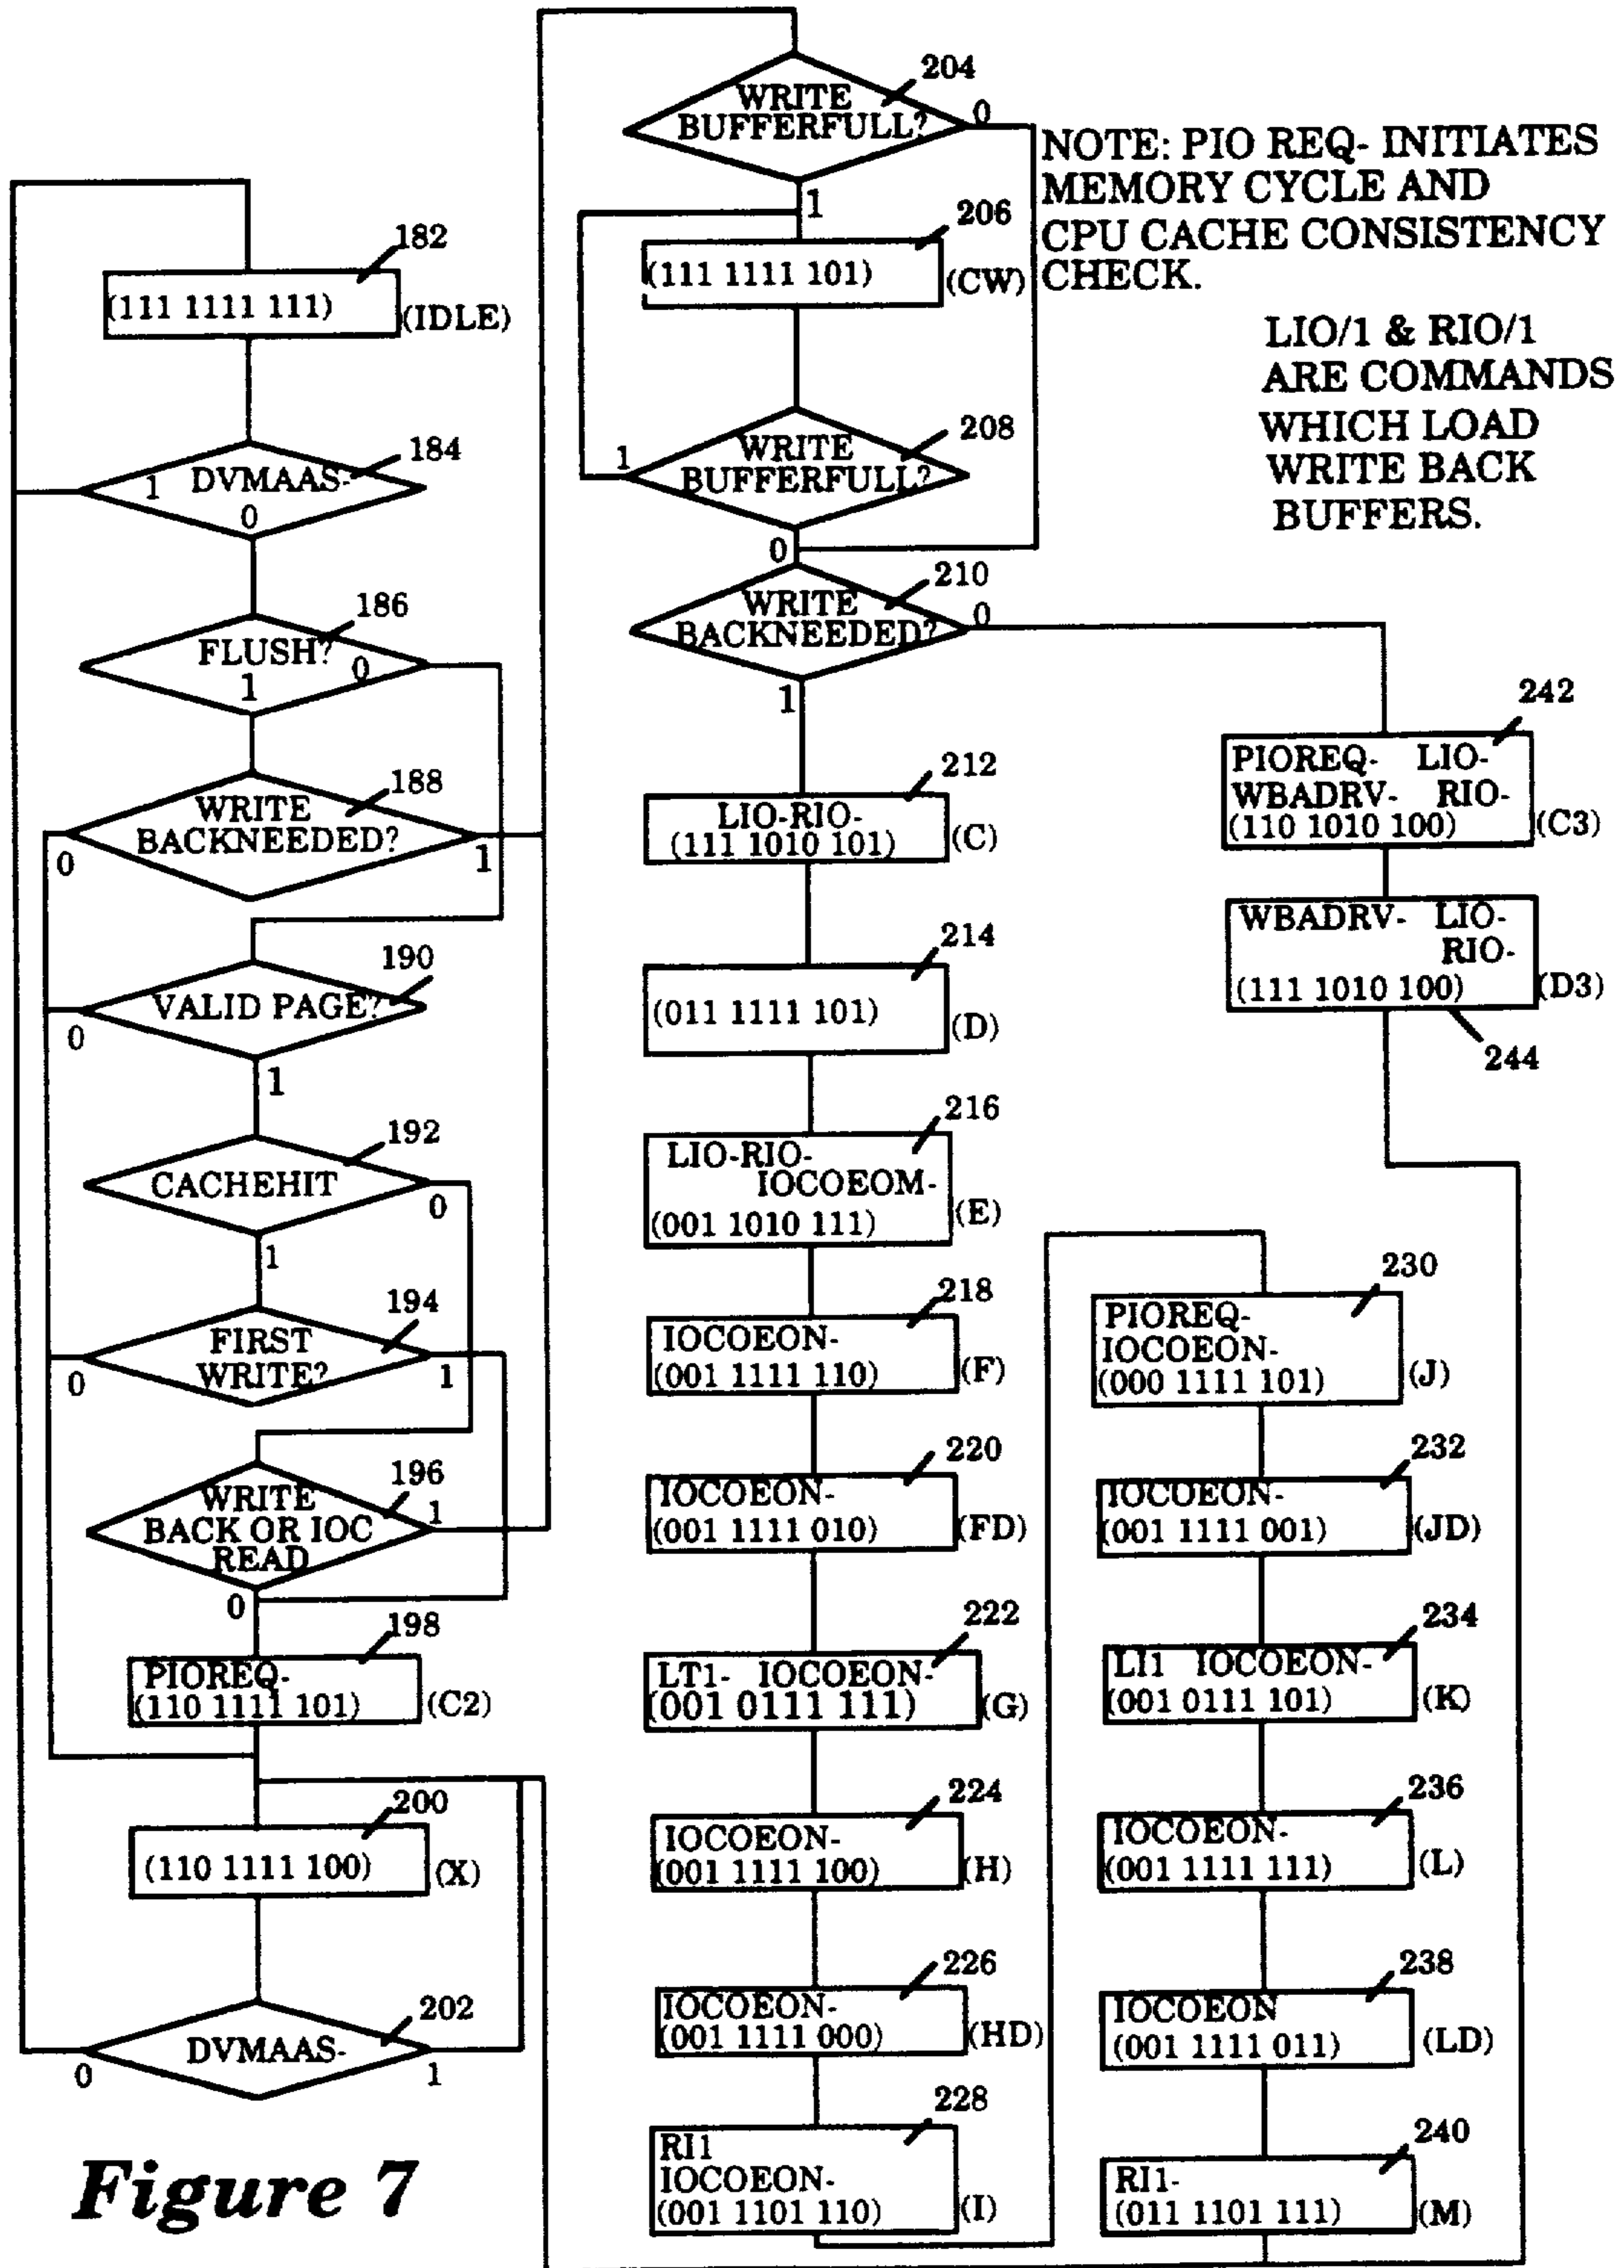 182
(111 1111 111)
(IDLE)
184
1 DVMAAS-
0
186
FLUSH?
0
1
188
WRITE
BACKNEEDED?
0
1
190
VALID PAGE?
0
1
192
CACHEHIT
0
1
194
FIRST
WRITE?
0
1
196
WRITE
BACK OR IOC
READ
1
0
198
PIOREQ-
(110 1111 101)
(C2)
200
(110 1111 100)
(X)
202
DVMAAS-
0
1
Figure 7
204
WRITE
BUFFERFULL?
0
1
206
(111 1111 101)
(CW)
208
WRITE
BUFFERFULL?
1
0
210
WRITE
BACKNEEDED?
0
1
212
LIO-RIO-
(111 1010 101)
(C)
214
(011 1111 101)
(D)
216
LIO-RIO-
IOCOEOM-
(001 1010 111)
(E)
218
IOCOEON-
(001 1111 110)
(F)
220
IOCOEON-
(001 1111 010)
(FD)
222
LT1- IOCOEON-
(001 0111 111)
(G)
224
IOCOEON-
(001 1111 100)
(H)
226
IOCOEON-
(001 1111 000)
(HD)
228
RI1
IOCOEON-
(001 1101 110)
(I)
NOTE: PIO REQ- INITIATES
MEMORY CYCLE AND
CPU CACHE CONSISTENCY
CHECK.
LIO/1 & RIO/1
ARE COMMANDS
WHICH LOAD
WRITE BACK
BUFFERS.
242
PIOREQ- LIO-
WBADRV- RIO-
(110 1010 100)
(C3)
WBADRV- LIO-
RIO-
(111 1010 100)
(D3)
244
230
PIOREQ-
IOCOEON-
(000 1111 101)
(J)
232
IOCOEON-
(001 1111 001)
(JD)
234
LI1 IOCOEON-
(001 0111 101)
(K)
236
IOCOEON-
(001 1111 111)
(L)
238
IOCOEON
(001 1111 011)
(LD)
240
RI1-
(011 1101 111)
(M)